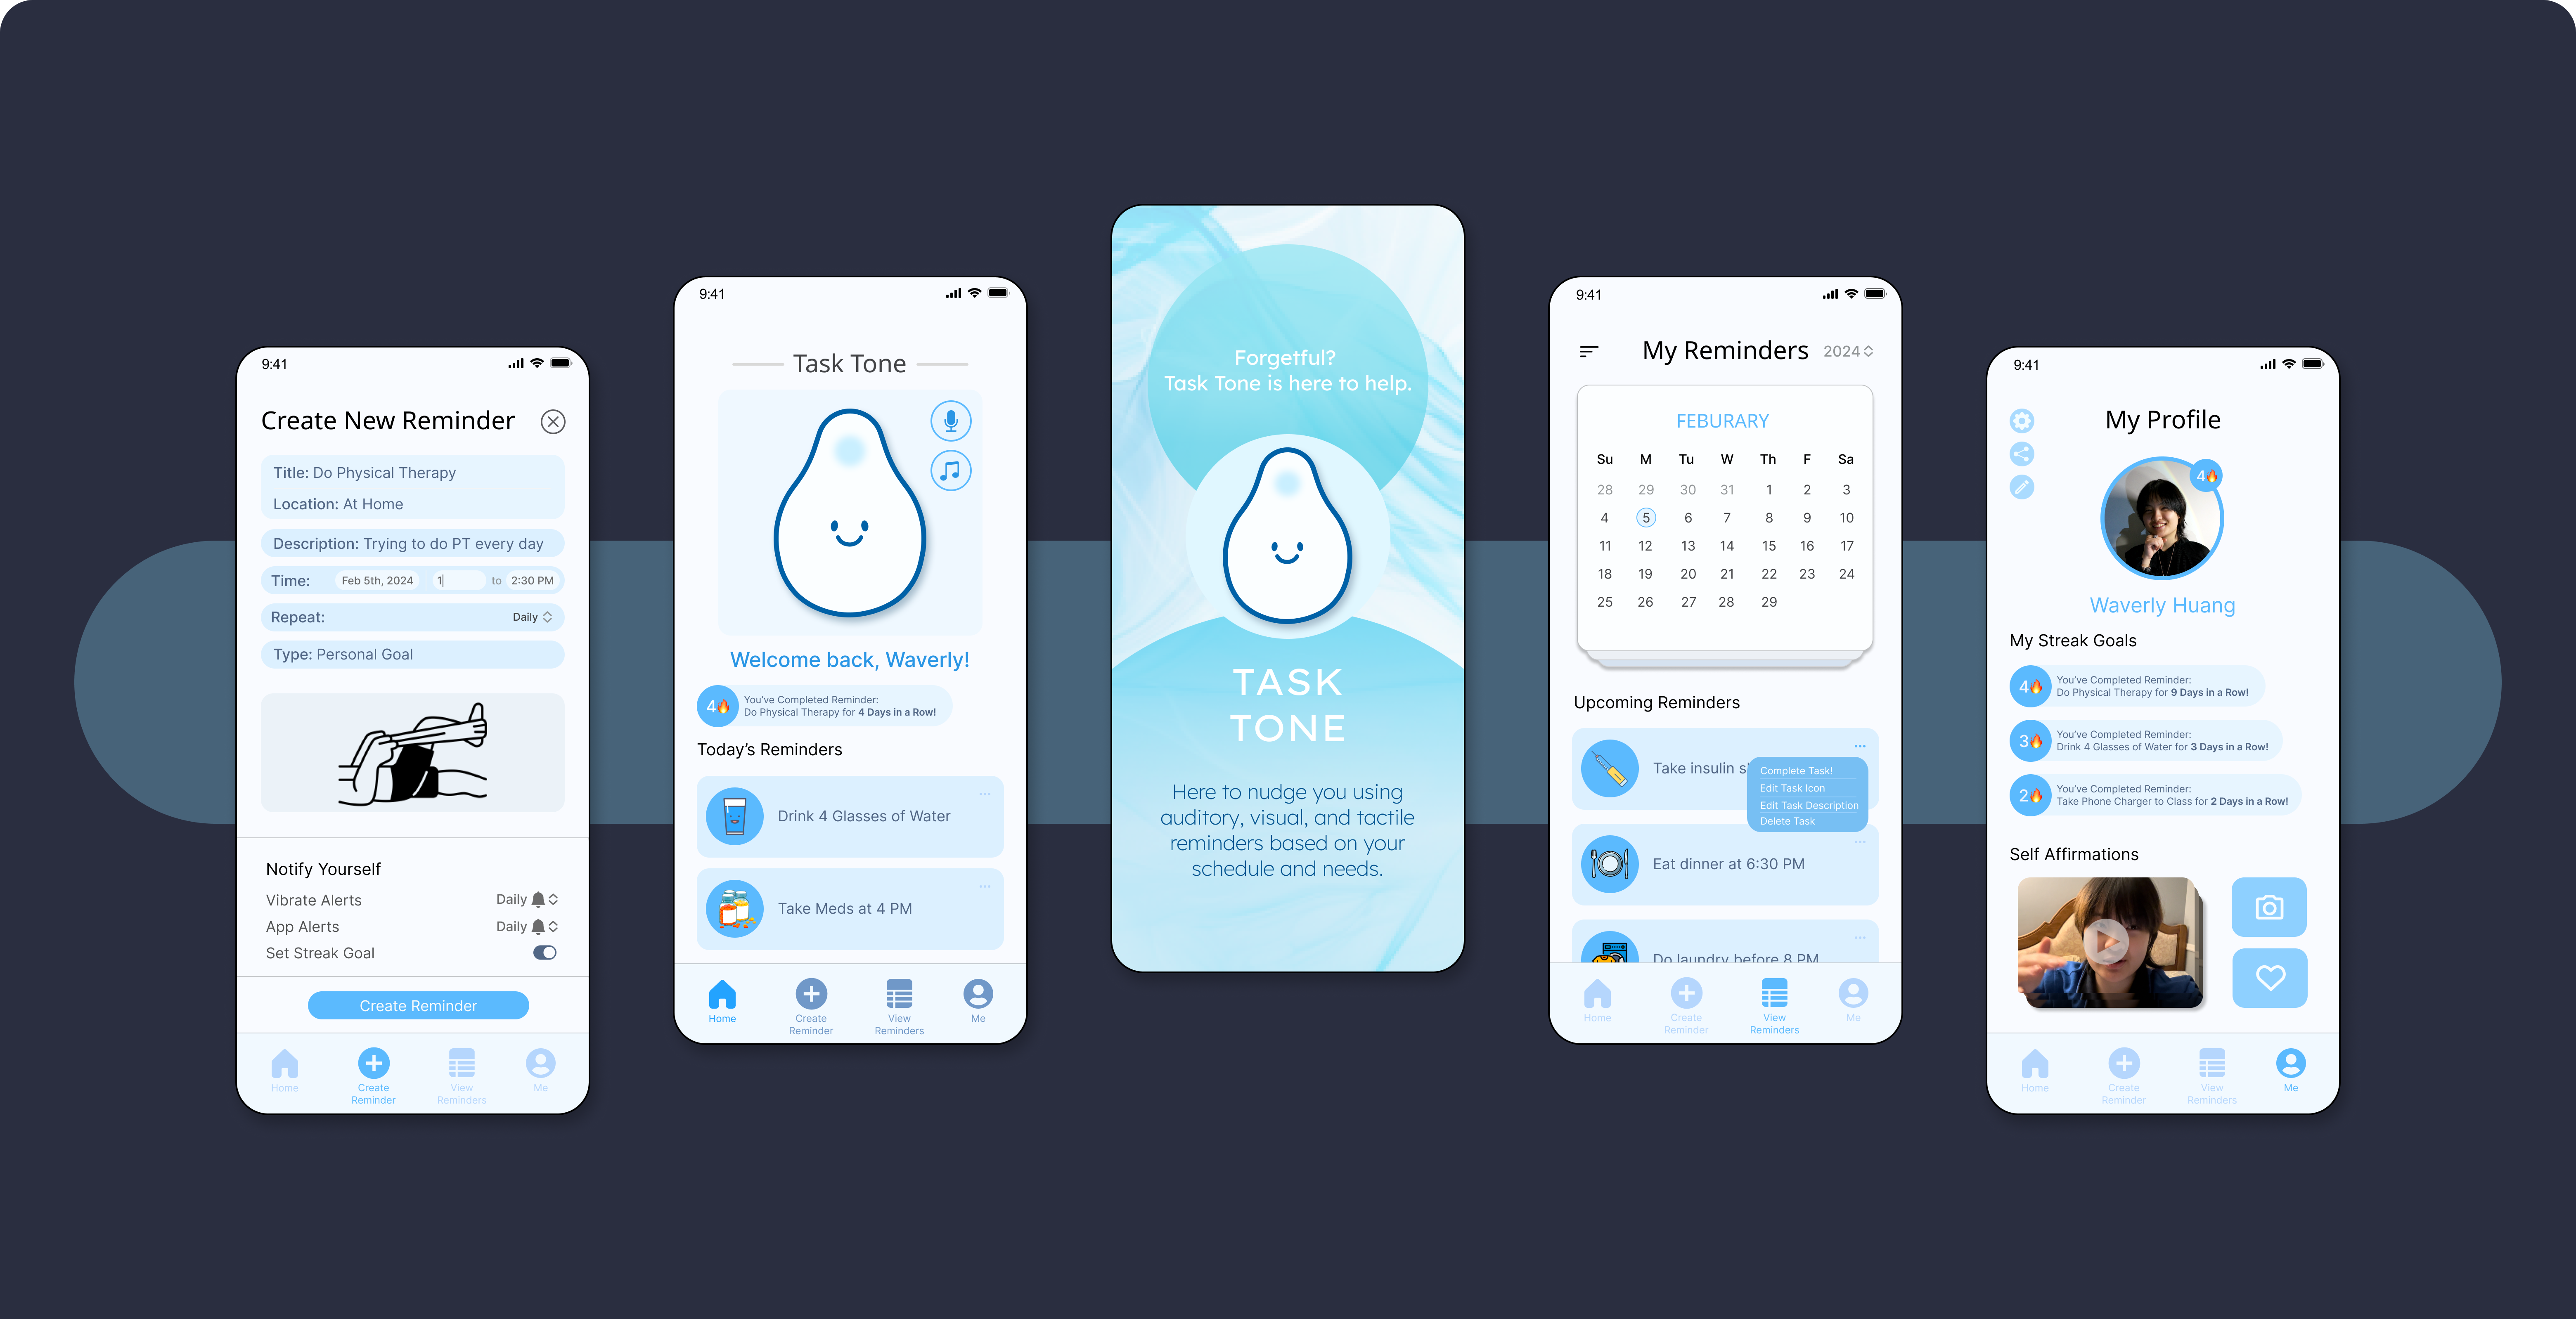 9:41
Create New Reminder
Title: Do Physical Therapy
Location: At Home
Description: Trying to do PT every day
Time: Feb 5th, 2024 1 to 2:30 PM
Repeat: Daily
Type: Personal Goal
Notify Yourself
Vibrate Alerts Daily
App Alerts Daily
Set Streak Goal
Create Reminder
Home
Create
Reminder
View
Reminders
Me
9:41
Task Tone
Welcome back, Waverly!
4🔥
You've Completed Reminder:
Do Physical Therapy for 4 Days in a Row!
Today's Reminders
Drink 4 Glasses of Water
Take Meds at 4 PM
Home
Create
Reminder
View
Reminders
Me
Forgetful?
Task Tone is here to help.
TASK
TONE
Here to nudge you using
auditory, visual, and tactile
reminders based on your
schedule and needs.
9:41
My Reminders 2024
FEBURARY
Su M Tu W Th F Sa
28 29 30 31 1 2 3
4 5 6 7 8 9 10
11 12 13 14 15 16 17
18 19 20 21 22 23 24
25 26 27 28 29
Upcoming Reminders
Take insulin
Complete Task!
Edit Task Icon
Edit Task Description
Delete Task
Eat dinner at 6:30 PM
Do laundry before 8 PM
Home
Create
Reminder
View
Reminders
Me
9:41
My Profile
4🔥
Waverly Huang
My Streak Goals
4🔥
You've Completed Reminder:
Do Physical Therapy for 9 Days in a Row!
3🔥
You've Completed Reminder:
Drink 4 Glasses of Water for 3 Days in a Row!
2🔥
You've Completed Reminder:
Take Phone Charger to Class for 2 Days in a Row!
Self Affirmations
Home
Create
Reminder
View
Reminders
Me